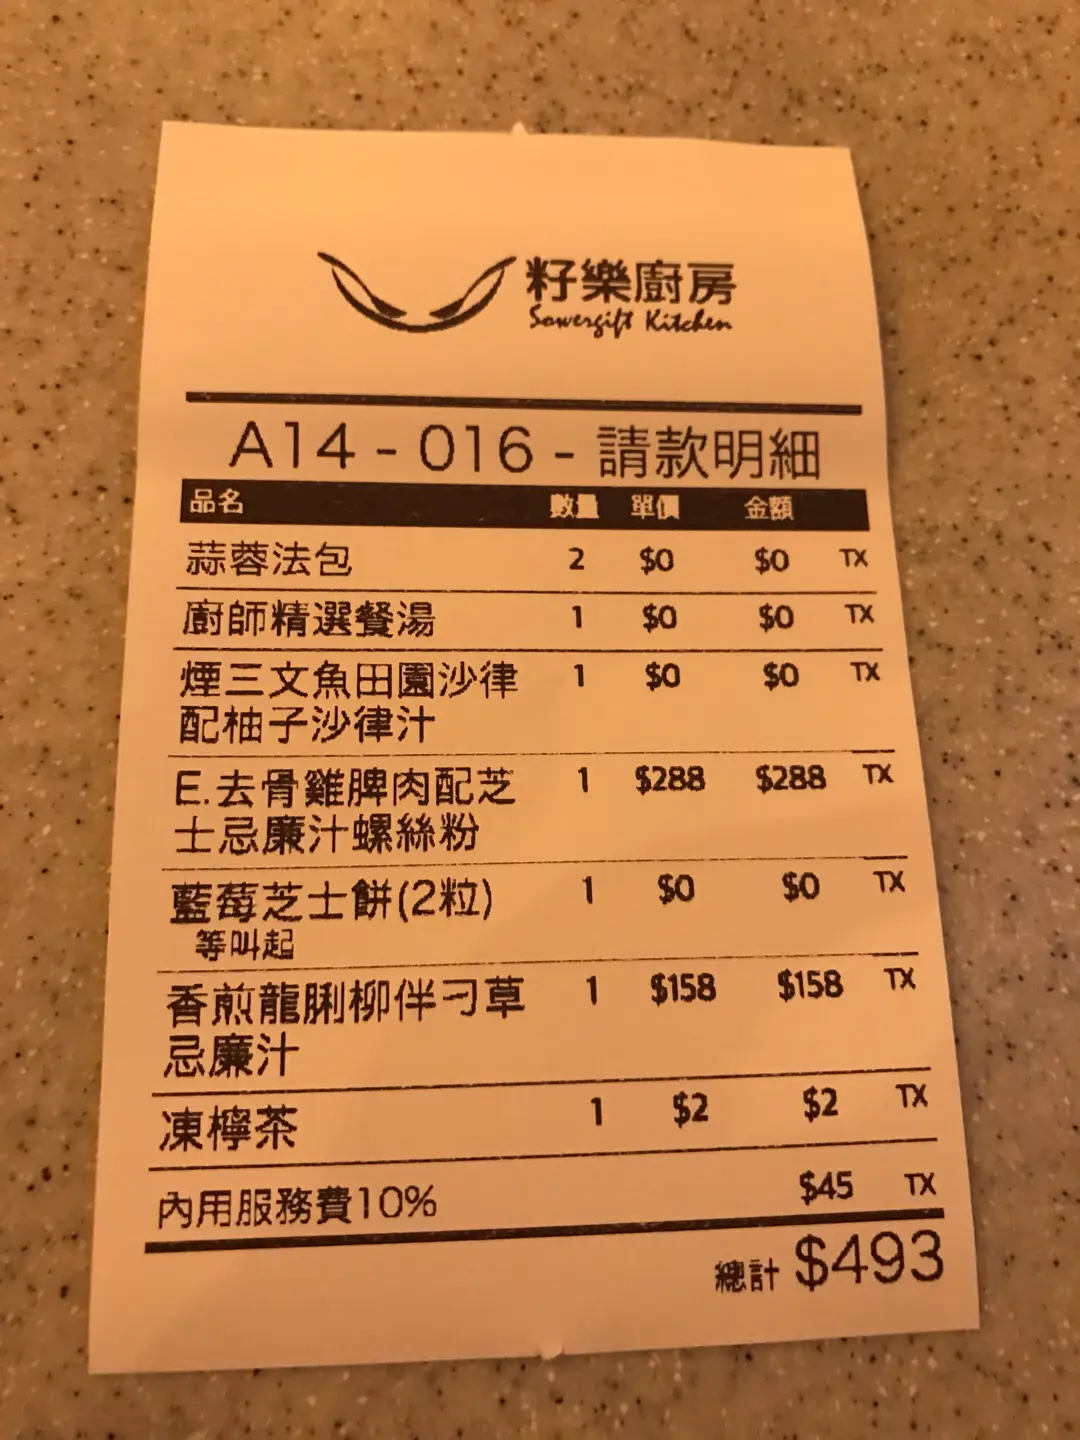 籽樂廚房
Sowergift Kitchen
A14 - 016 - 請款明細
品名 數量 單價 金額
蒜蓉法包 2 $0 $0 TX
廚師精選餐湯 1 $0 $0 TX
煙三文魚田園沙律 1 $0 $0 TX
配柚子沙律汁
E.去骨雞脾肉配芝 1 $288 $288 TX
士忌廉汁螺絲粉
藍莓芝士餅(2粒) 1 $0 $0 TX
等叫起
香煎龍脷柳伴刁草 1 $158 $158 TX
忌廉汁
凍檸茶 1 $2 $2 TX
內用服務費10% $45 TX
總計 $493